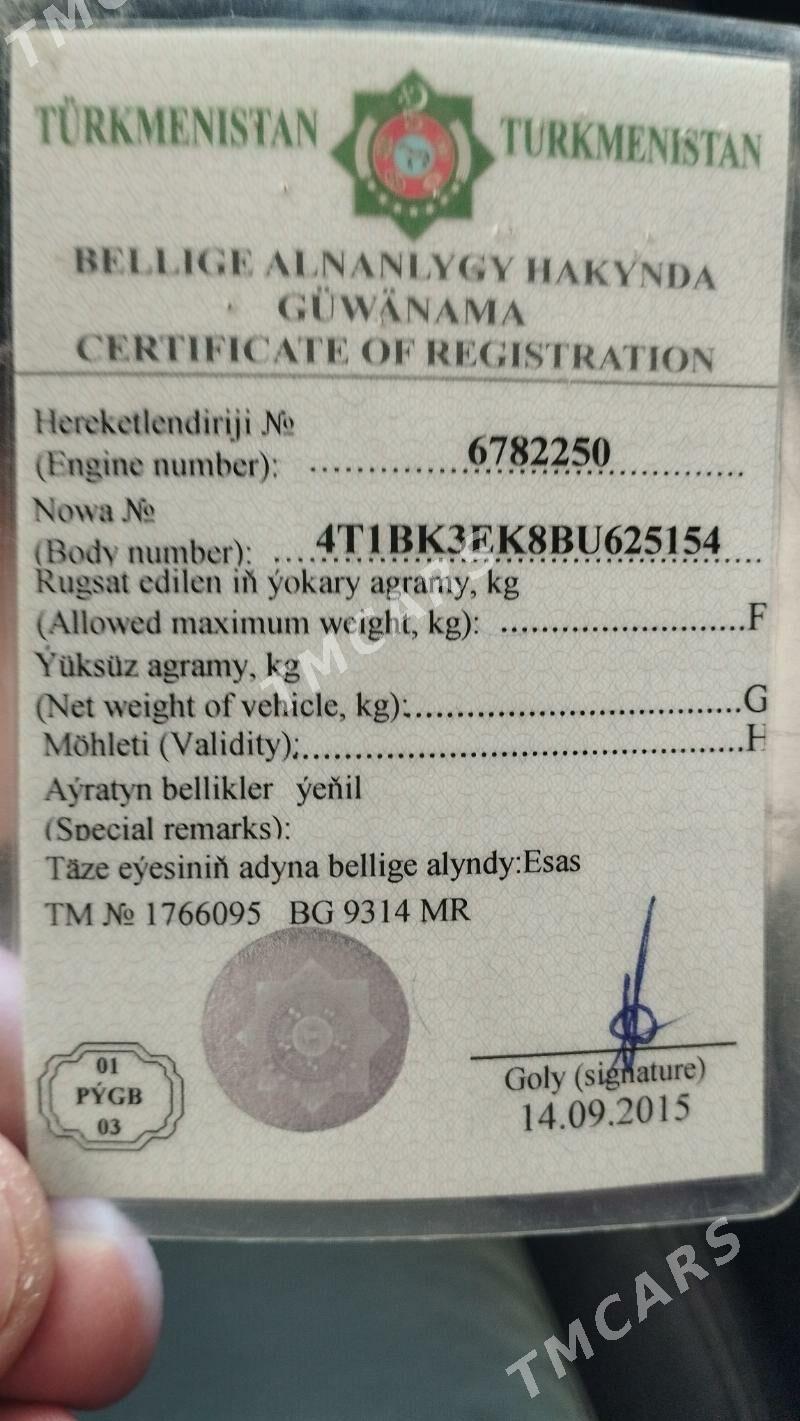 TMCARS
TÜRKMENISTAN TURKMENISTAN
BELLIGE ALNANLYGY HAKYNDA
GÜWÄNAMA
CERTIFICATE OF REGISTRATION
Hereketlendiriji №
(Engine number): ................6782250................
Nowa №
(Body number): ....4T1BK3EK8BU625154....
Rugsat edilen iň ýokary agramy, kg
(Allowed maximum weight, kg): ..........................F
Ýüksüz agramy, kg
(Net weight of vehicle, kg):...................................G
Möhleti (Validity):...............................................H
Aýratyn bellikler ýeňil
(Special remarks):
Täze eýesiniň adyna bellige alyndy:Esas
TM № 1766095 BG 9314 MR
01
PÝGB
03
Goly (signature)
14.09.2015
TMCARS
TMCARS